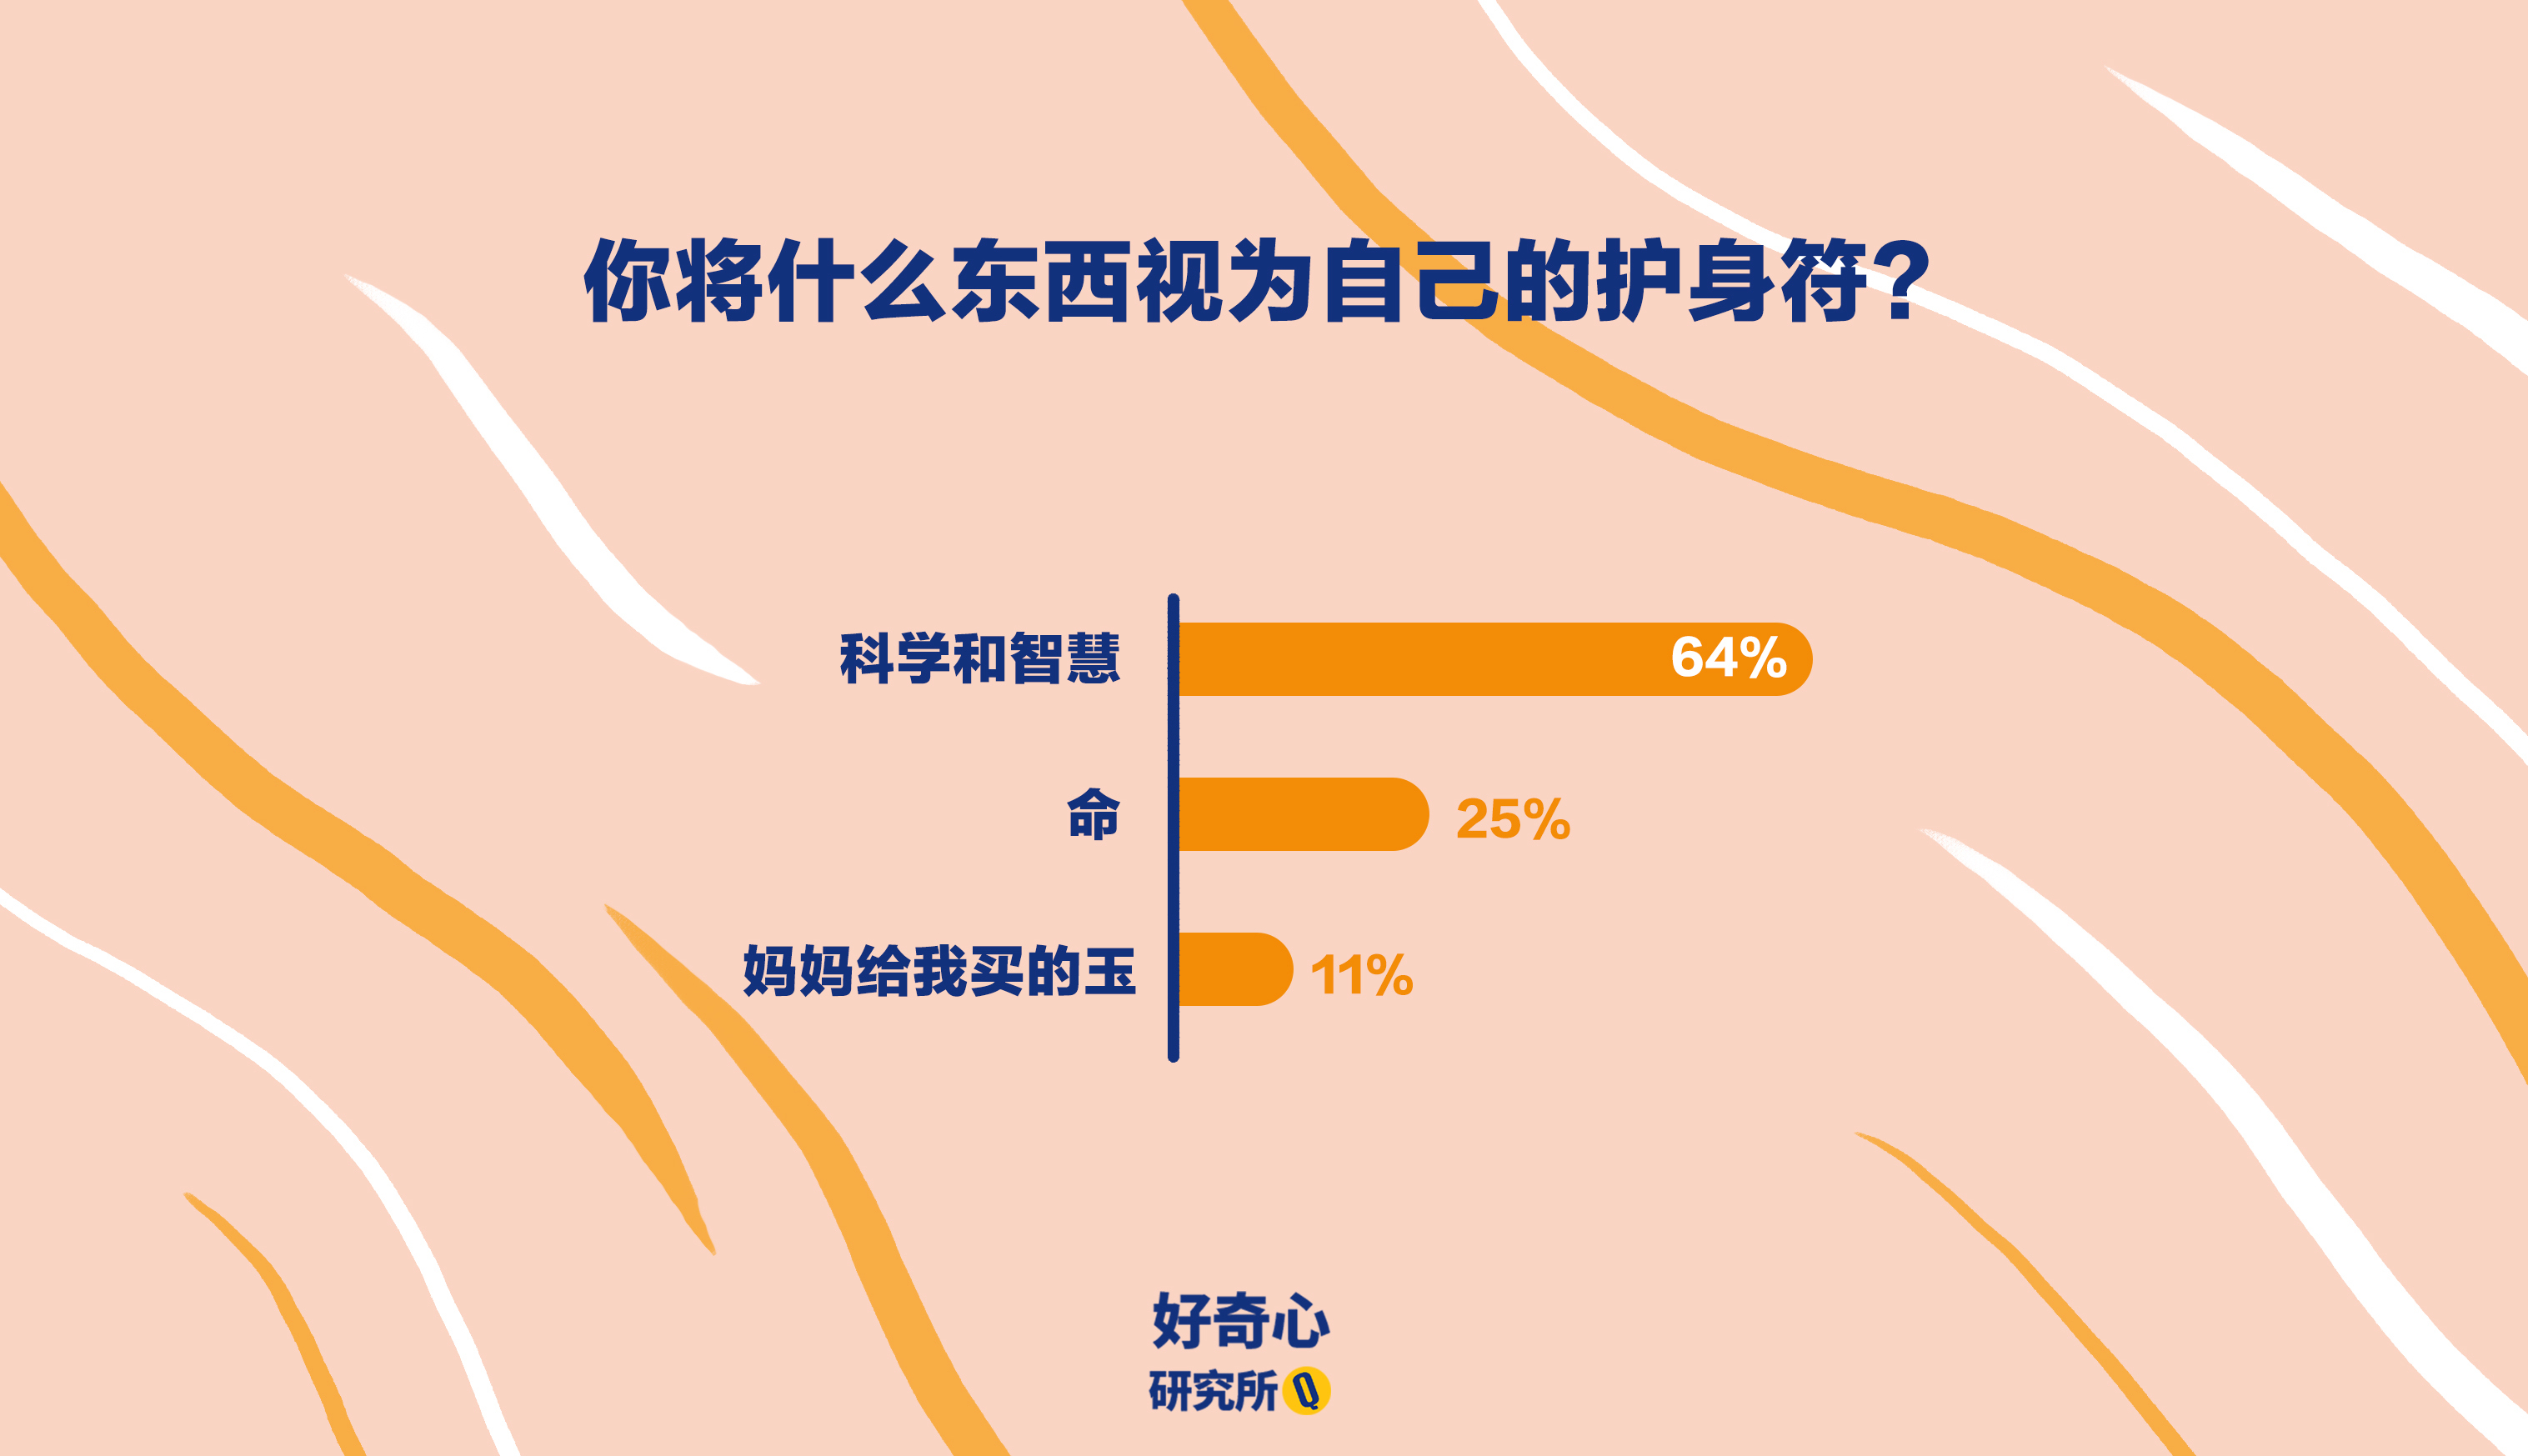 你将什么东西视为自己的护身符?
科学和智慧 64%
命 25%
妈妈给我买的玉 11%
好奇心
研究所Q